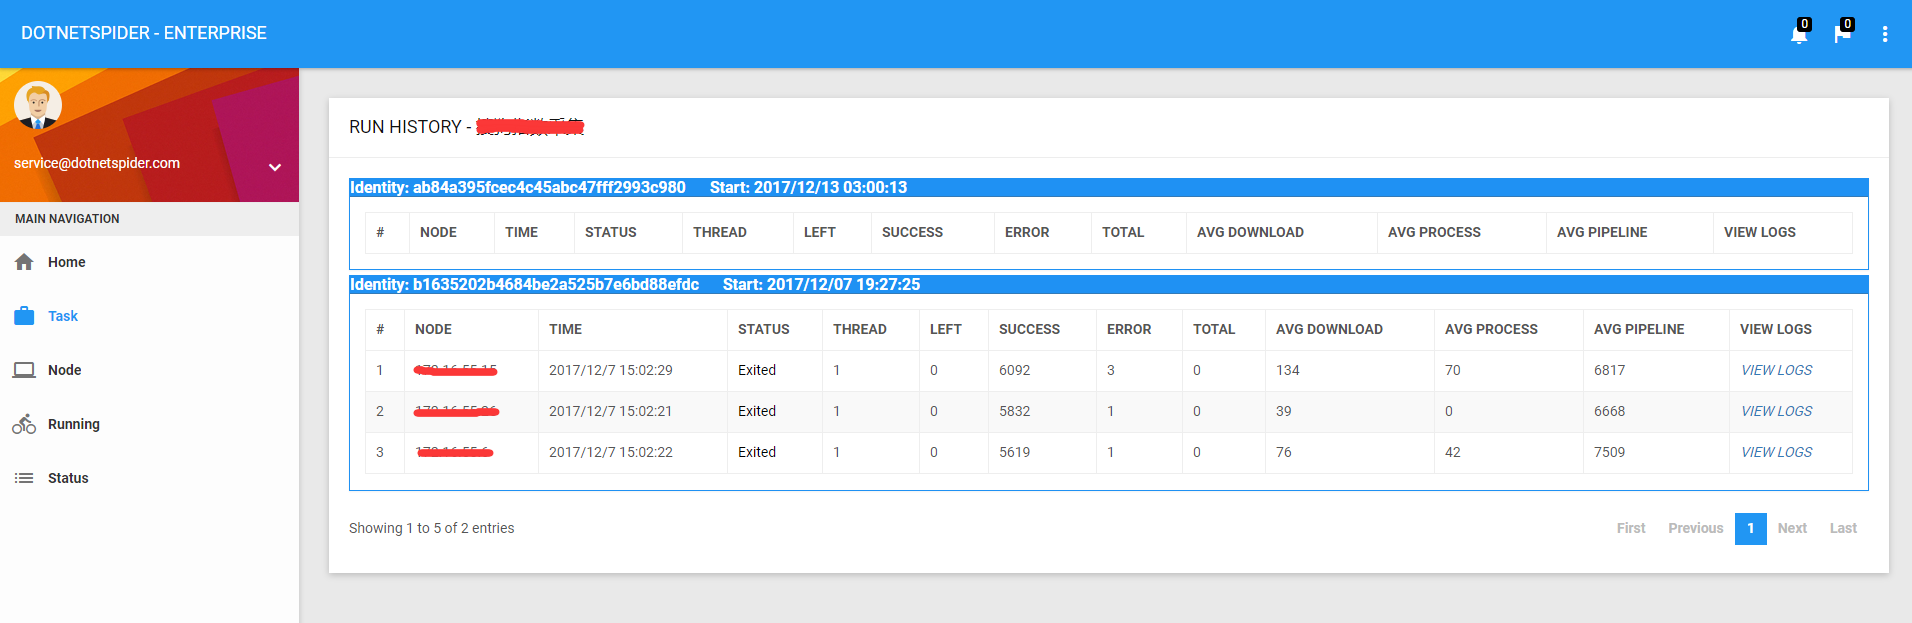 DOTNETSPIDER - ENTERPRISE
0
0
service@dotnetspider.com
MAIN NAVIGATION
Home
Task
Node
Running
Status
RUN HISTORY -
Identity: ab84a395fcec4c45abc47fff2993c980 Start: 2017/12/13 03:00:13
# NODE TIME STATUS THREAD LEFT SUCCESS ERROR TOTAL AVG DOWNLOAD AVG PROCESS AVG PIPELINE VIEW LOGS
Identity: b1635202b4684be2a525b7e6bd88efdc Start: 2017/12/07 19:27:25
# NODE TIME STATUS THREAD LEFT SUCCESS ERROR TOTAL AVG DOWNLOAD AVG PROCESS AVG PIPELINE VIEW LOGS
1 2017/12/7 15:02:29 Exited 1 0 6092 3 0 134 70 6817 VIEW LOGS
2 2017/12/7 15:02:21 Exited 1 0 5832 1 0 39 0 6668 VIEW LOGS
3 2017/12/7 15:02:22 Exited 1 0 5619 1 0 76 42 7509 VIEW LOGS
Showing 1 to 5 of 2 entries
First Previous 1 Next Last